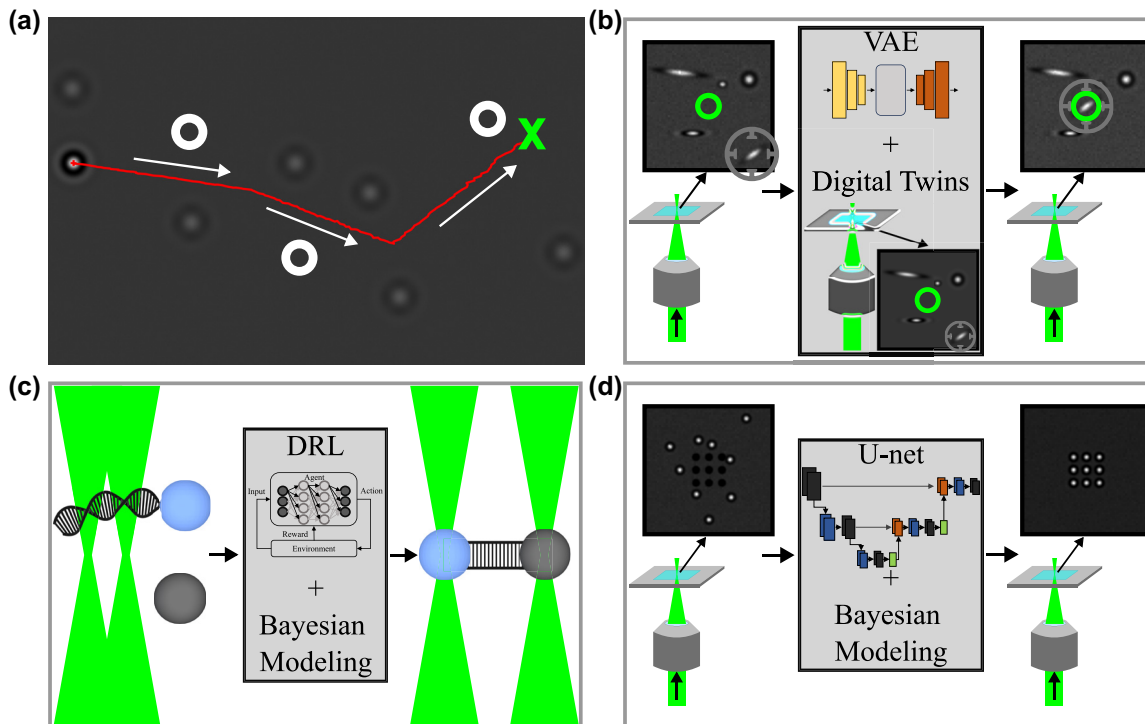 (a)
X
(b)
VAE
+
Digital Twins
(c)
DRL
Agent
Input
Action
Reward
Environment
+
Bayesian
Modeling
(d)
U-net
+
Bayesian
Modeling